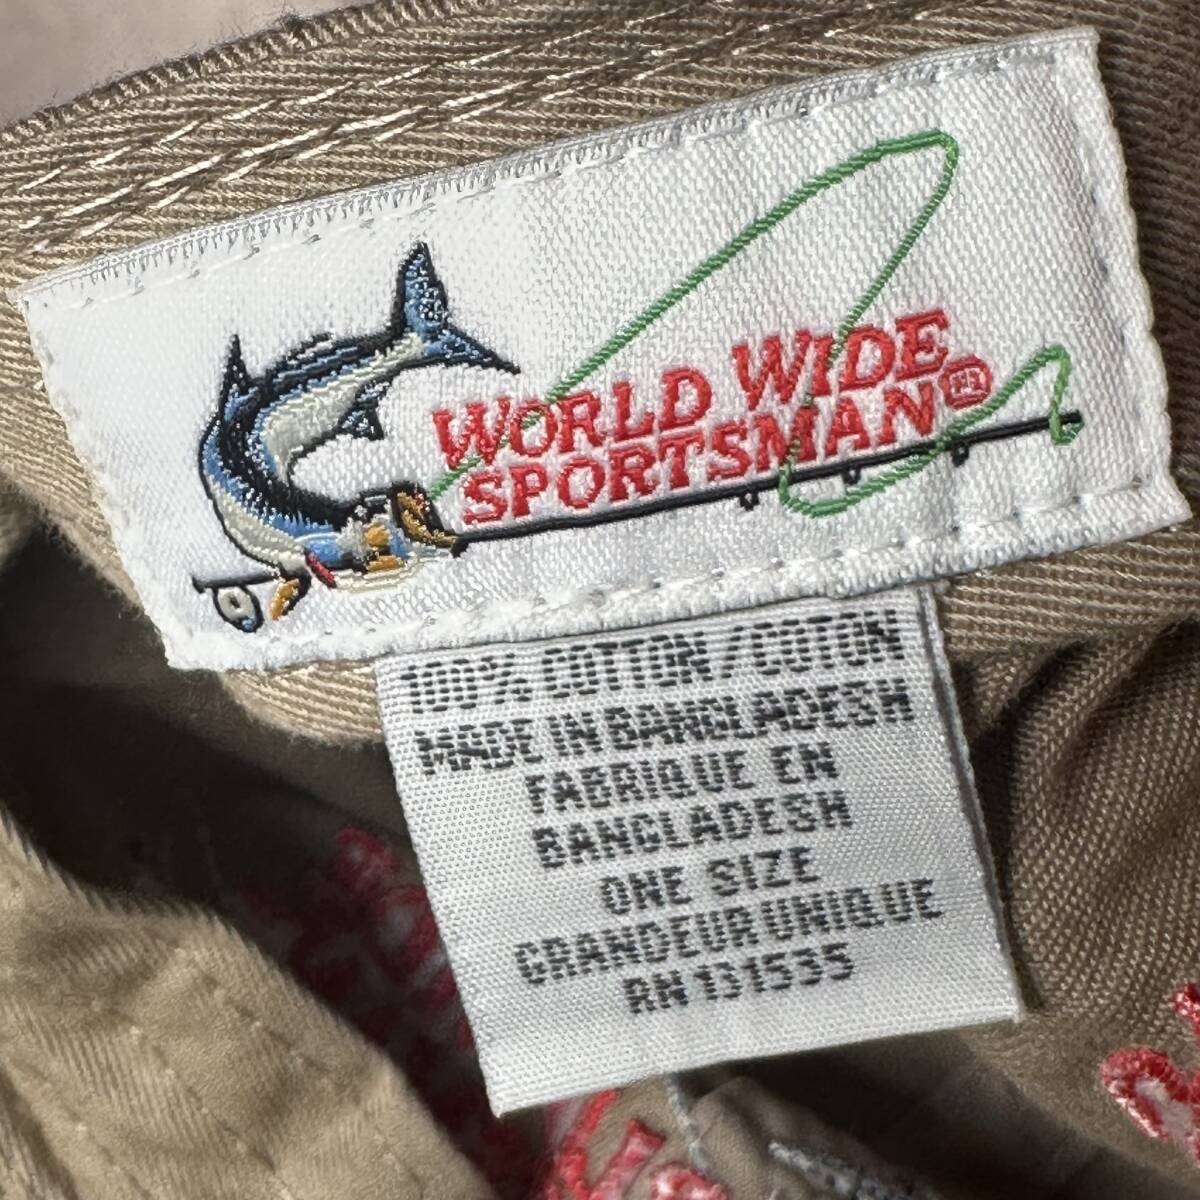 WORLD WIDE
SPORTSMAN®
100% COTTON/COTON
MADE IN BANGLADESH
FABRIQUE EN
BANGLADESH
ONE SIZE
GRANDEUR UNIQUE
RN 131535